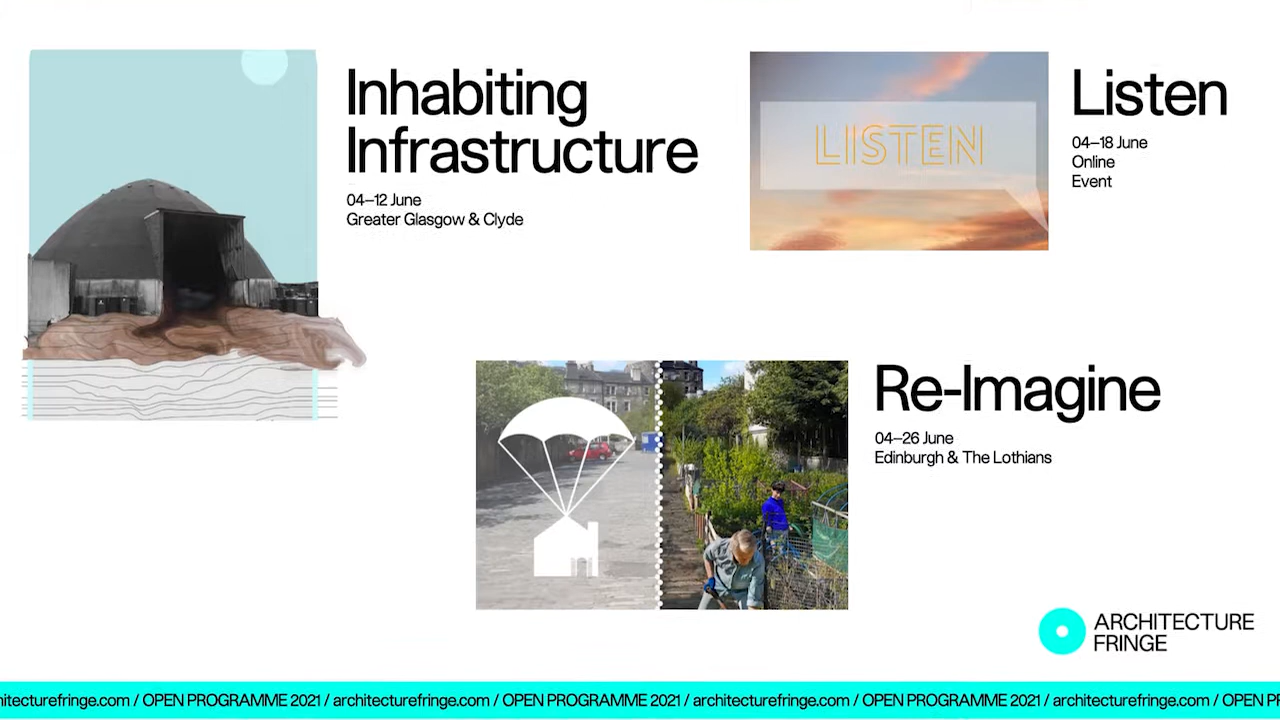 Inhabiting
Infrastructure
04–12 June
Greater Glasgow & Clyde
LISTEN
Listen
04–18 June
Online
Event
Re-Imagine
04–26 June
Edinburgh & The Lothians
ARCHITECTURE
FRINGE
hitecturefringe.com / OPEN PROGRAMME 2021 / architecturefringe.com / OPEN PROGRAMME 2021 / architecturefringe.com / OPEN PROGRAMME 2021 / architecturefringe.com / OPEN P